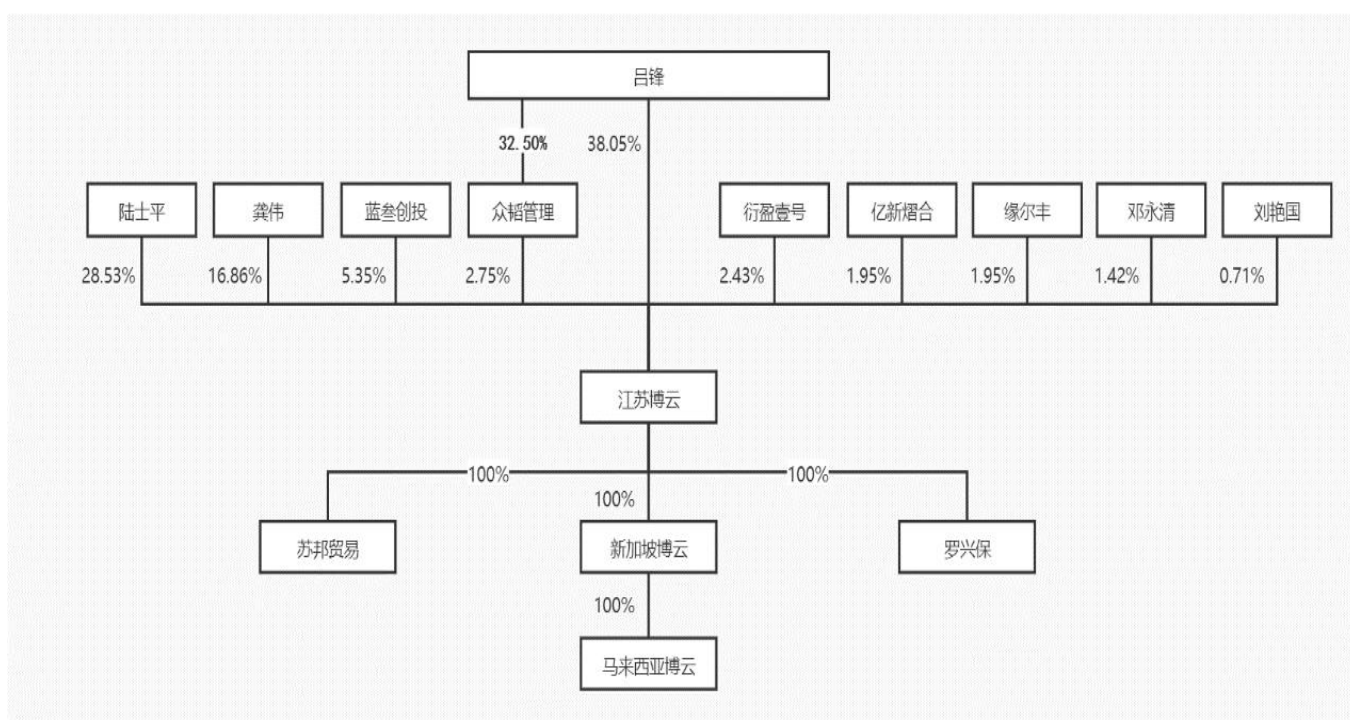 吕锋
32.50%
38.05%
陆士平
龚伟
蓝叁创投
众韬管理
衍盈壹号
亿新熠合
缘尔丰
邓永清
刘艳国
28.53%
16.86%
5.35%
2.75%
2.43%
1.95%
1.95%
1.42%
0.71%
江苏博云
100%
100%
100%
苏邦贸易
新加坡博云
罗兴保
100%
马来西亚博云